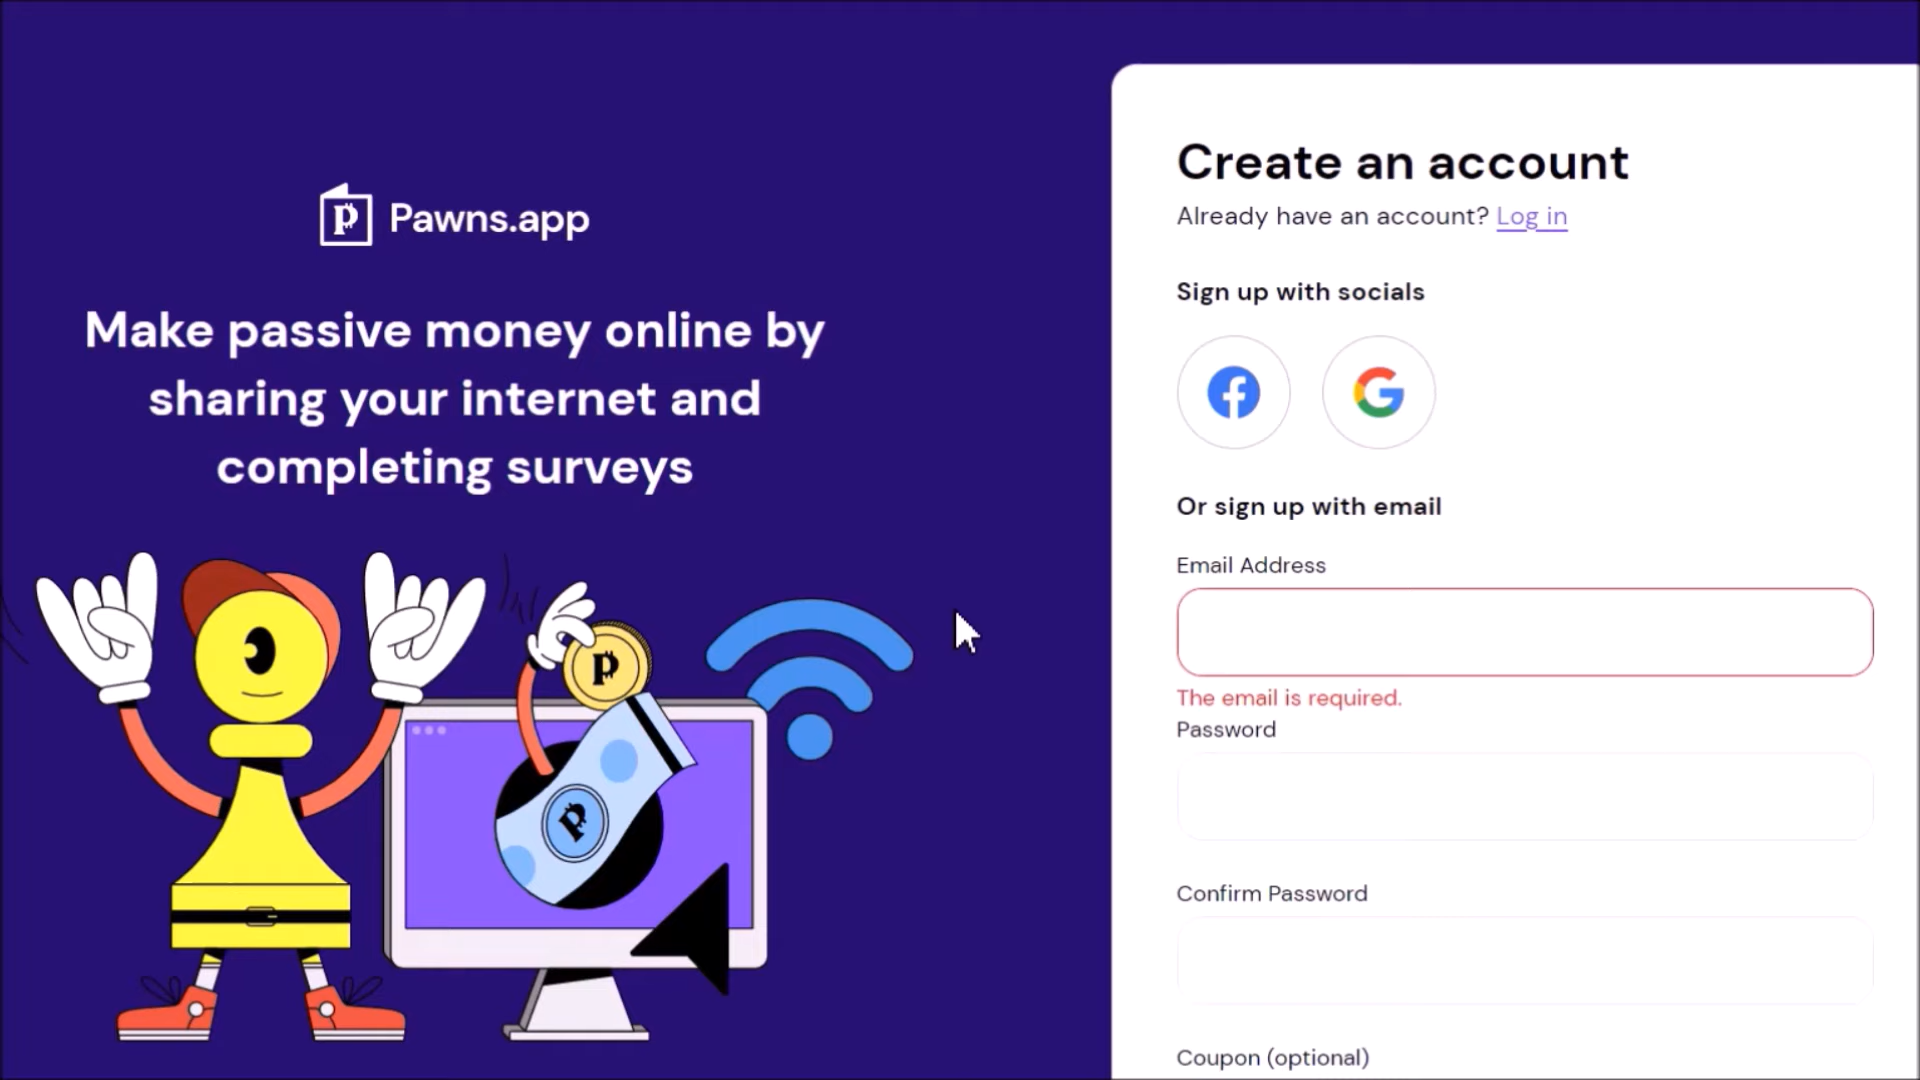 Pawns.app
Make passive money online by
sharing your internet and
completing surveys
Create an account
Already have an account? Log in
Sign up with socials
Or sign up with email
Email Address
The email is required.
Password
Confirm Password
Coupon (optional)